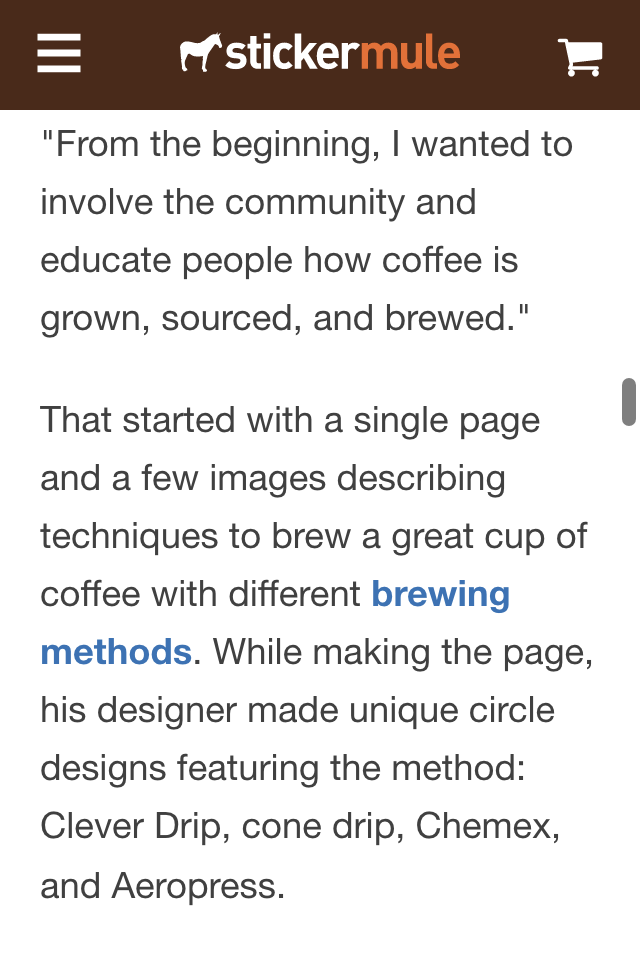 stickermule
"From the beginning, I wanted to
involve the community and
educate people how coffee is
grown, sourced, and brewed."
That started with a single page
and a few images describing
techniques to brew a great cup of
coffee with different brewing
methods. While making the page,
his designer made unique circle
designs featuring the method:
Clever Drip, cone drip, Chemex,
and Aeropress.